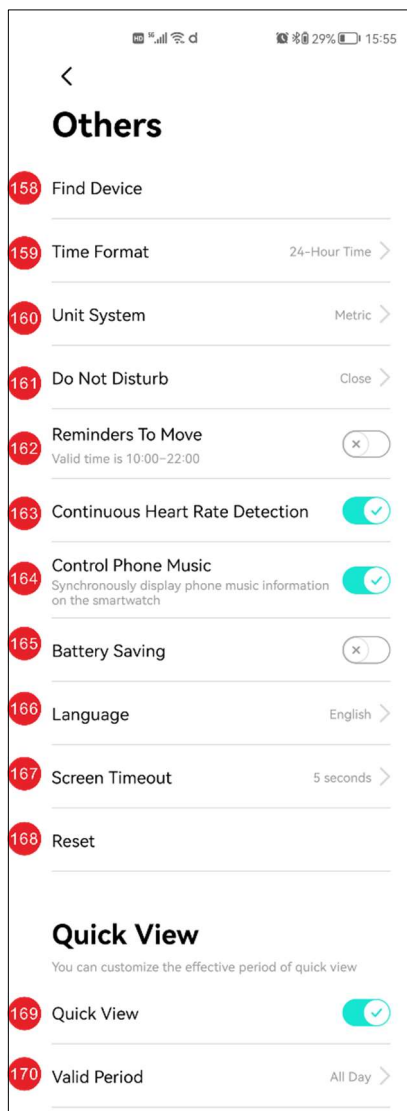 HD 5G d 29% 15:55
Others
158 Find Device
159 Time Format 24-Hour Time
160 Unit System Metric
161 Do Not Disturb Close
162 Reminders To Move
Valid time is 10:00~22:00
163 Continuous Heart Rate Detection
164 Control Phone Music
Synchronously display phone music information
on the smartwatch
165 Battery Saving
166 Language English
167 Screen Timeout 5 seconds
168 Reset
Quick View
You can customize the effective period of quick view
169 Quick View
170 Valid Period All Day